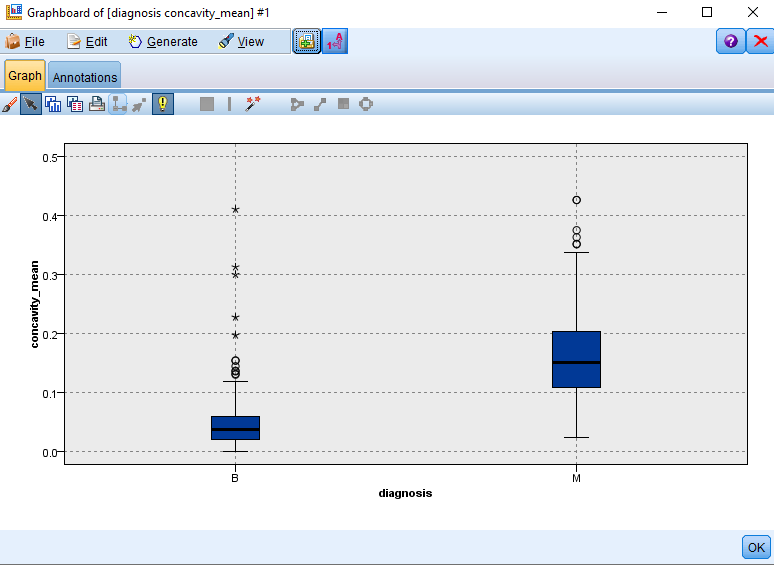 Graphboard of [diagnosis concavity_mean] #1
File Edit Generate View
Graph Annotations
0.5
0.4
0.3
0.2
0.1
0.0
concavity_mean
B M
diagnosis
OK